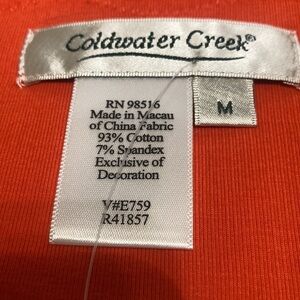 Coldwater Creek®
M
RN 98516
Made in Macau
of China Fabric
93% Cotton
7% Spandex
Exclusive of
Decoration
V#E759
R41857